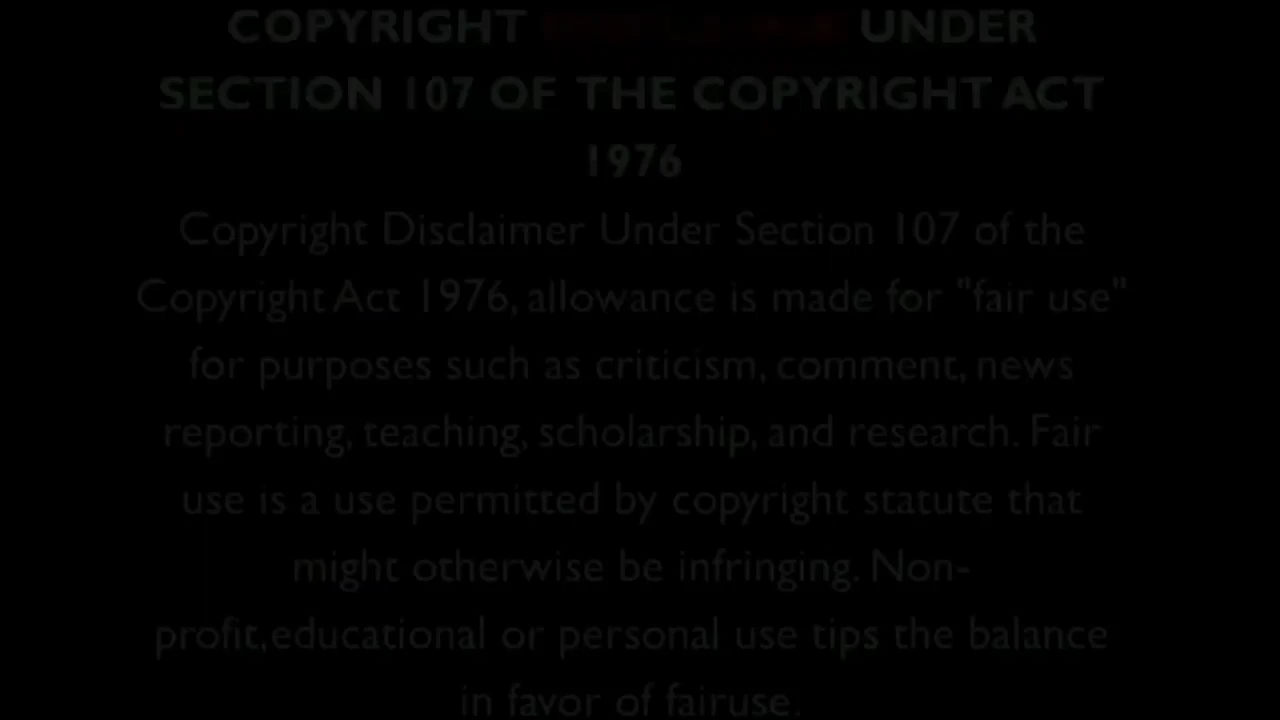 COPYRIGHT UNDER
SECTION 107 OF THE COPYRIGHT ACT
1976
Copyright Disclaimer Under Section 107 of the
Copyright Act 1976, allowance is made for "fair use"
for purposes such as criticism, comment, news
reporting, teaching, scholarship, and research. Fair
use is a use permitted by copyright statute that
might otherwise be infringing. Non-
profit,educational or personal use tips the balance
in favor of fairuse.